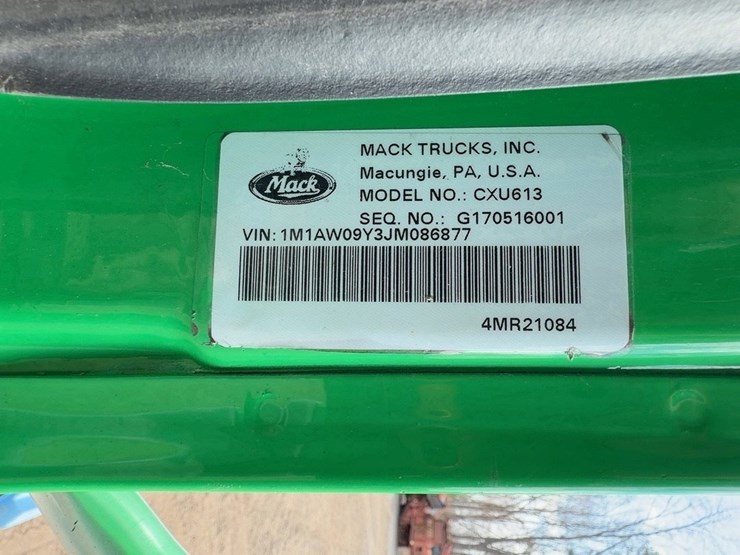 Mack
MACK TRUCKS, INC.
Macungie, PA, U.S.A.
MODEL NO.: CXU613
SEQ. NO.: G170516001
VIN: 1M1AW09Y3JM086877
4MR21084